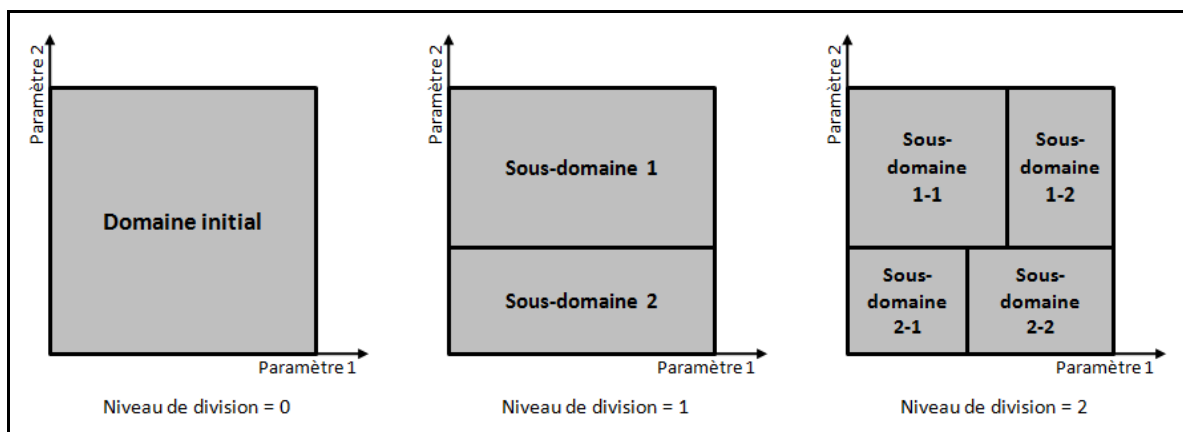 Paramètre 2
Domaine initial
Paramètre 1
Niveau de division = 0
Paramètre 2
Sous-domaine 1
Sous-domaine 2
Paramètre 1
Niveau de division = 1
Paramètre 2
Sous-
domaine
1-1
Sous-
domaine
1-2
Sous-
domaine
2-1
Sous-
domaine
2-2
Paramètre 1
Niveau de division = 2